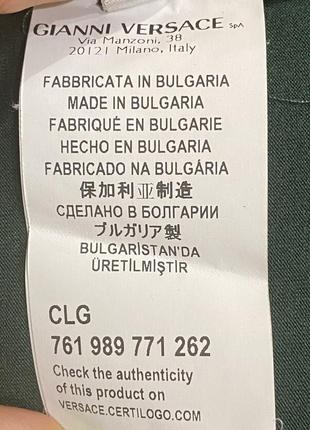 GIANNI VERSACE SpA
Via Manzoni, 38
20121 Milano, Italy
FABBRICATA IN BULGARIA
MADE IN BULGARIA
FABRIQUÉ EN BULGARIE
HECHO EN BULGARIA
FABRICADO NA BULGÁRIA
保加利亚制造
СДЕЛАНО В БОЛГАРИИ
ブルガリア製
BULGARİSTAN'DA
ÜRETİLMİŞTİR
CLG
761 989 771 262
Check the authenticity
of this product on
VERSACE.CERTILOGO.COM